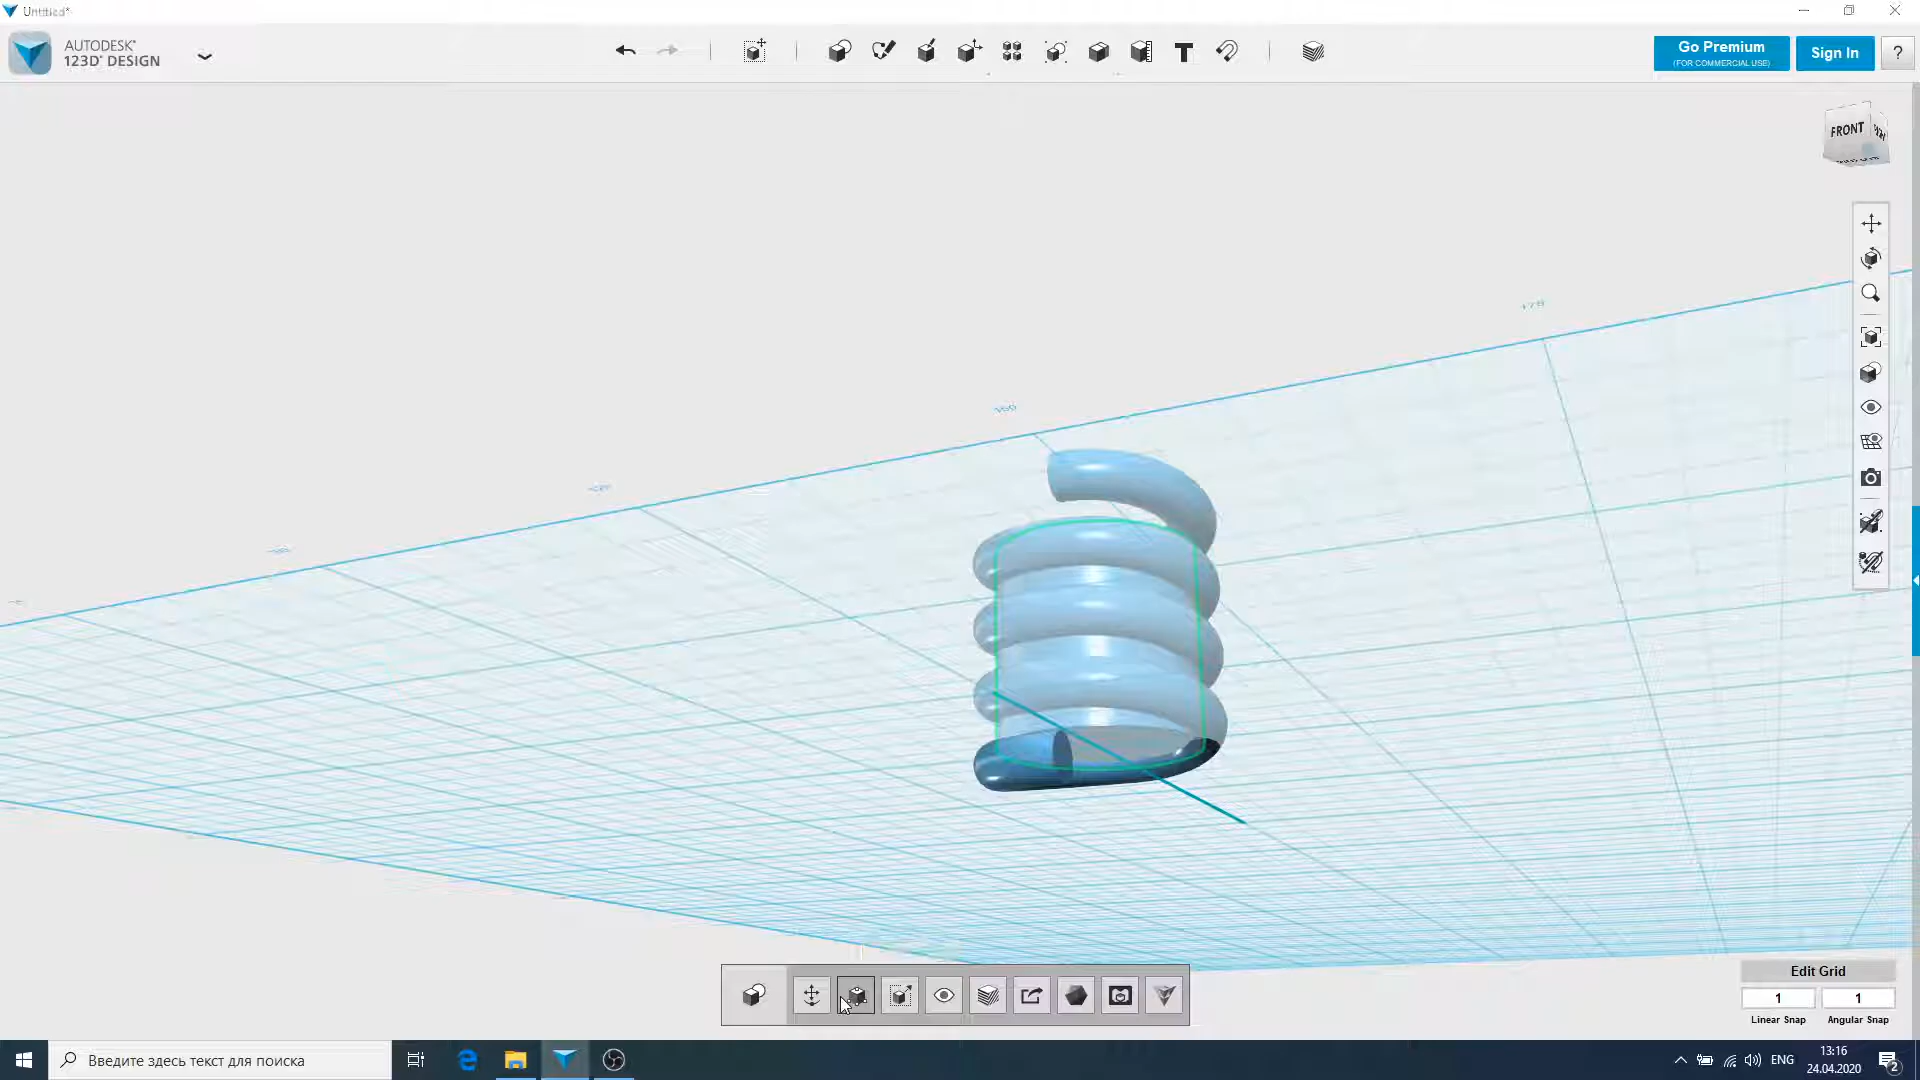 Untitled*
AUTODESK®
123D® DESIGN
Go Premium
(FOR COMMERCIAL USE)
Sign In
?
FRONT
Edit Grid
1
1
Linear Snap
Angular Snap
Введите здесь текст для поиска
ENG
13:16
24.04.2020
2